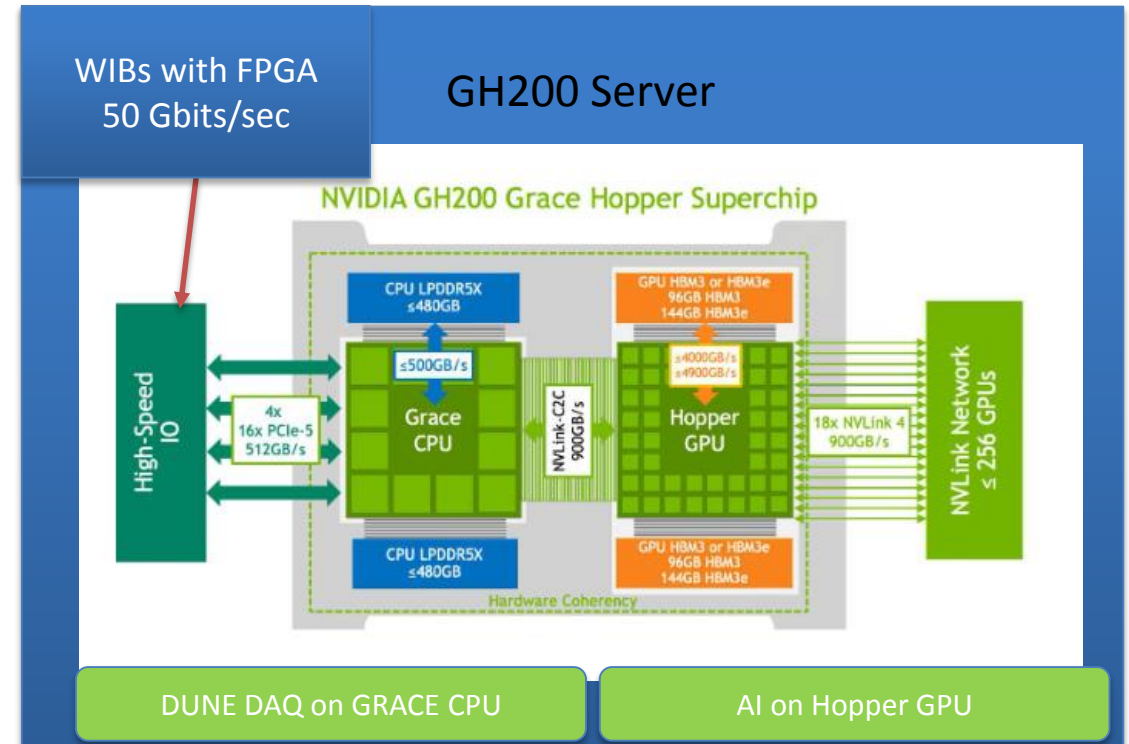 WIBs with FPGA
50 Gbits/sec
GH200 Server
NVIDIA GH200 Grace Hopper Superchip
High-Speed
IO
4x
16x PCIe-5
512GB/s
CPU LPDDR5X
≤480GB
≤500GB/s
Grace
CPU
CPU LPDDR5X
≤480GB
NVLink-C2C
900GB/s
GPU HBM3 or HBM3e
96GB HBM3
144GB HBM3e
≤4000GB/s
≤4900GB/s
Hopper
GPU
GPU HBM3 or HBM3e
96GB HBM3
144GB HBM3e
18x NVLink 4
900GB/s
NVLink Network
≤ 256 GPUs
Hardware Coherency
DUNE DAQ on GRACE CPU
AI on Hopper GPU